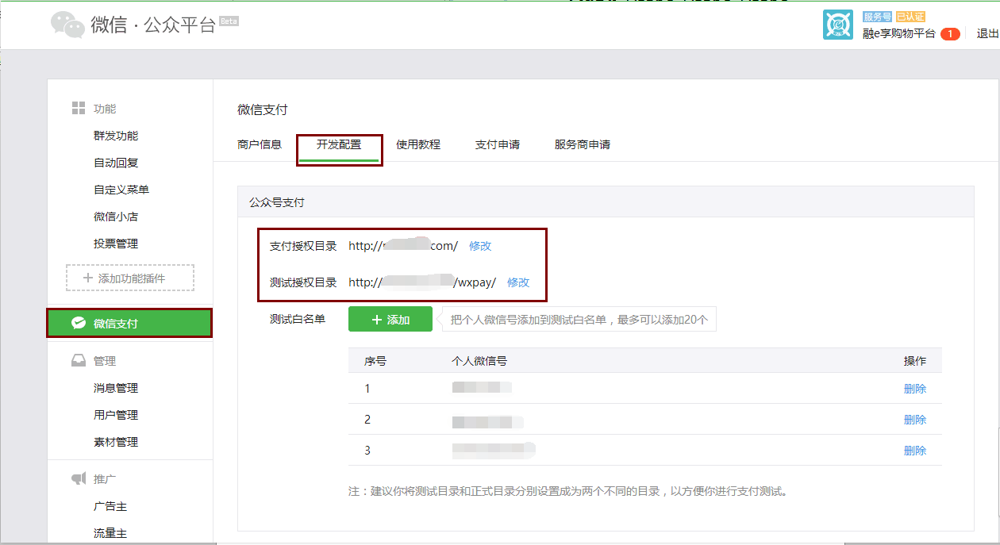 微信·公众平台 Beta
服务号 已认证
融e享购物平台 1 退出
功能
群发功能
自动回复
自定义菜单
微信小店
投票管理
+ 添加功能插件
微信支付
管理
消息管理
用户管理
素材管理
推广
广告主
流量主
微信支付
商户信息 开发配置 使用教程 支付申请 服务商申请
公众号支付
支付授权目录 http:// com/ 修改
测试授权目录 http:// /wxpay/ 修改
测试白名单 + 添加 把个人微信号添加到测试白名单，最多可以添加20个
序号 个人微信号 操作
1 删除
2 删除
3 删除
注：建议你将测试目录和正式目录分别设置成为两个不同的目录，以方便你进行支付测试。